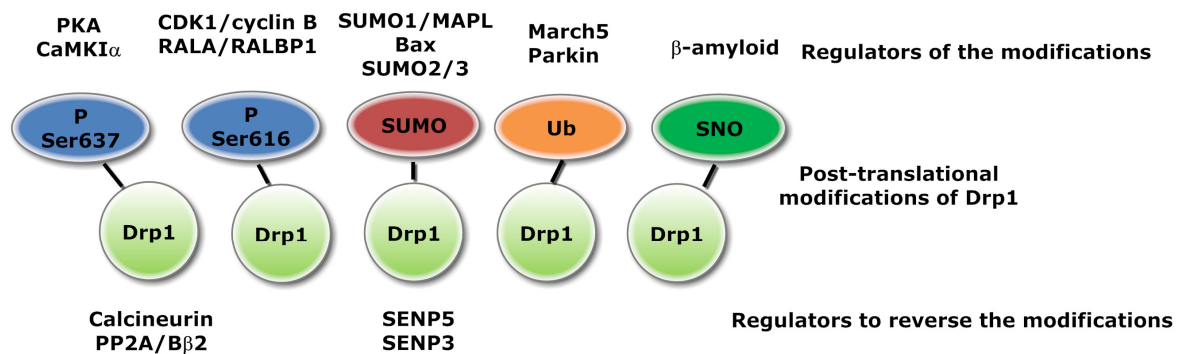 PKA
CaMKIα
CDK1/cyclin B
RALA/RALBP1
SUMO1/MAPL
Bax
SUMO2/3
March5
Parkin
β-amyloid
Regulators of the modifications
P
Ser637
P
Ser616
SUMO
Ub
SNO
Post-translational
modifications of Drp1
Drp1
Drp1
Drp1
Drp1
Drp1
Calcineurin
PP2A/Bβ2
SENP5
SENP3
Regulators to reverse the modifications